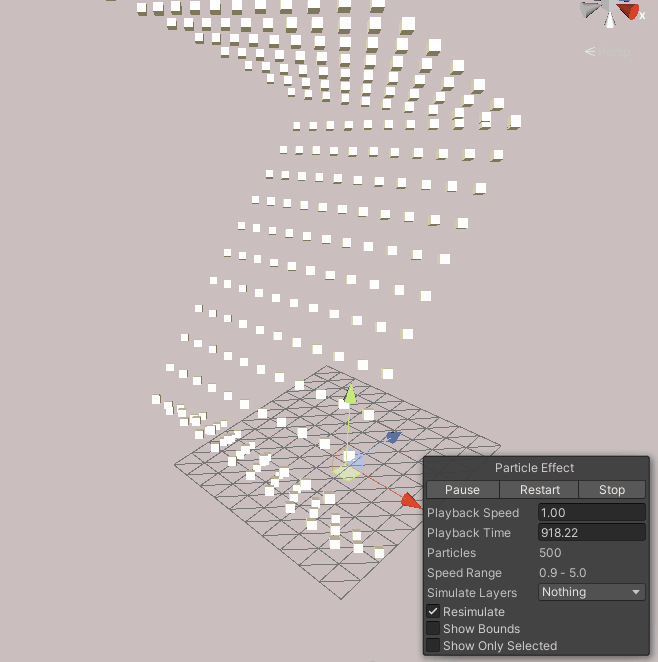 x
Persp
Particle Effect
Pause Restart Stop
Playback Speed 1.00
Playback Time 918.22
Particles 500
Speed Range 0.9 - 5.0
Simulate Layers Nothing
Resimulate
Show Bounds
Show Only Selected